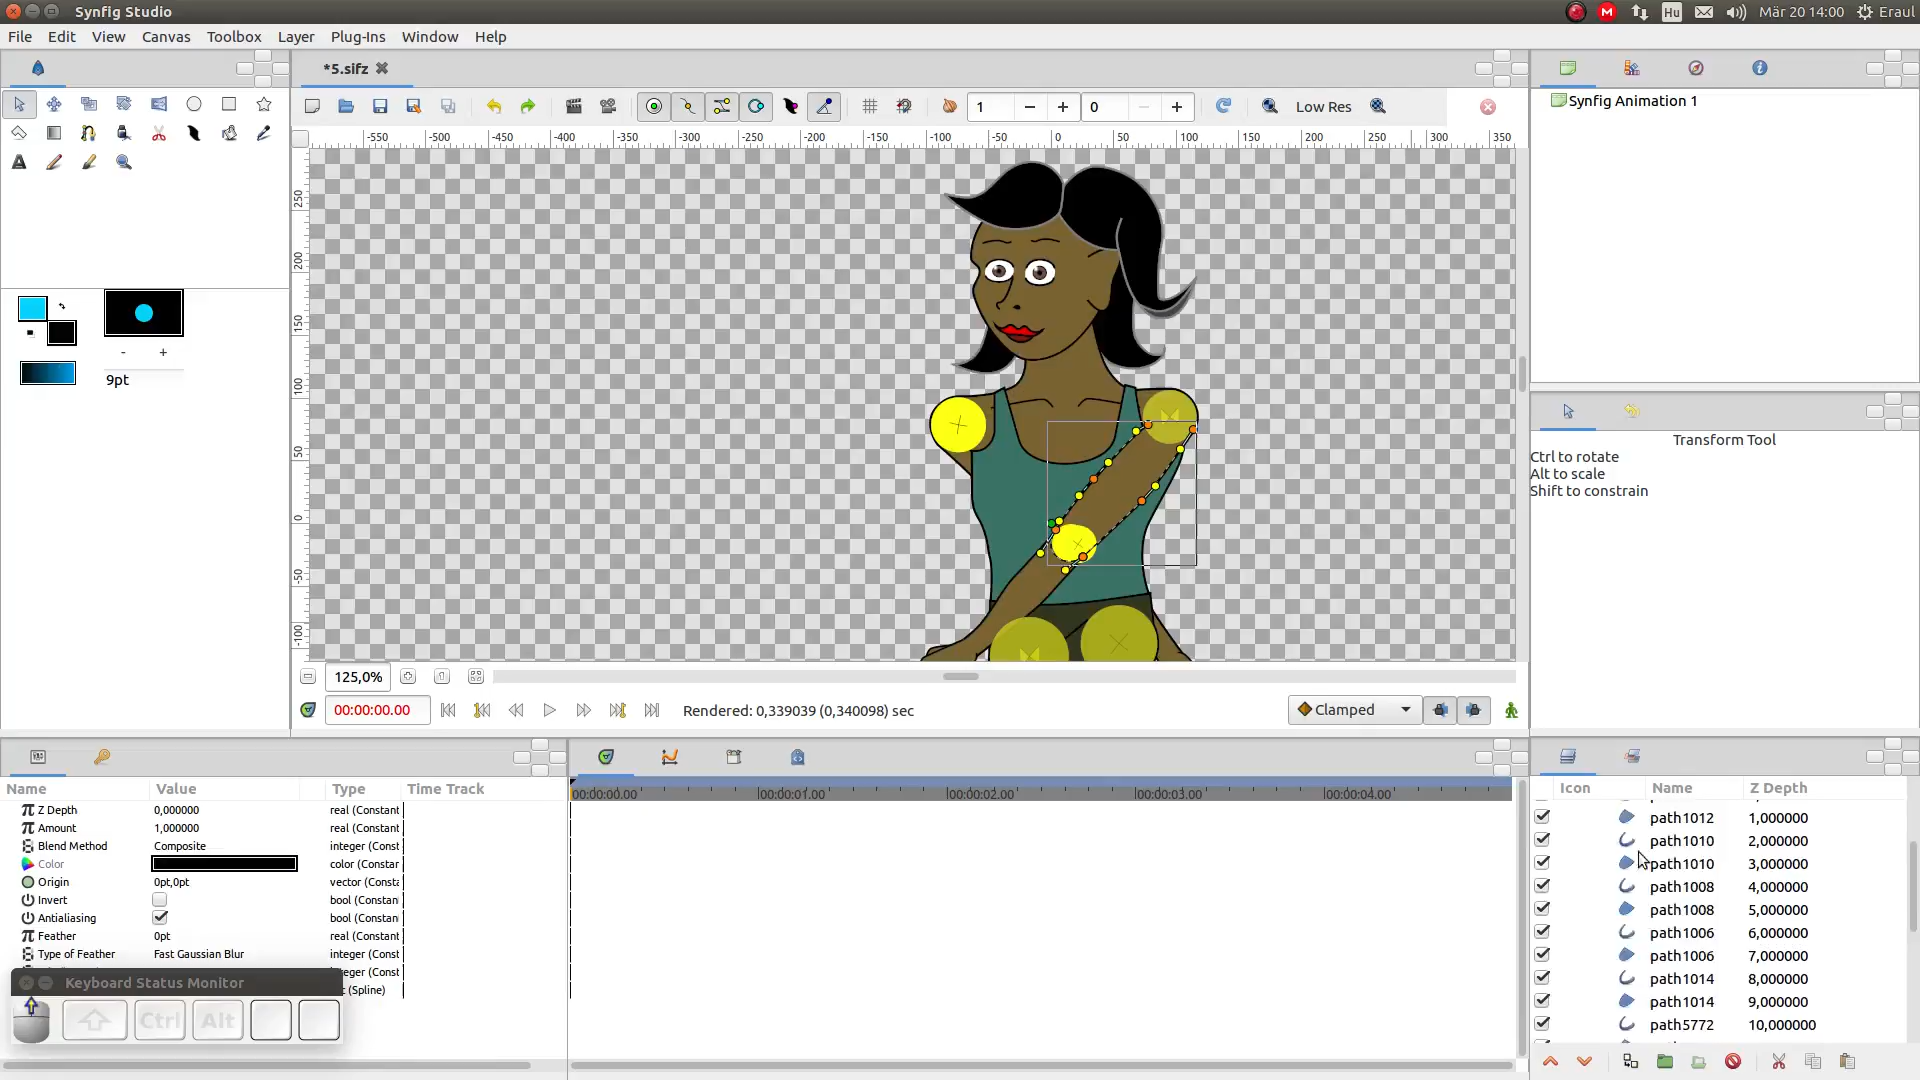 Synfig Studio
Hu
Mär 20 14:00
Eraul
File Edit View Canvas Toolbox Layer Plug-Ins Window Help
*5.sifz
1
0
Low Res
Synfig Animation 1
-550 -500 -450 -400 -350 -300 -250 -200 -150 -100 -50 0 50 100 150 200 250 300 350
250
200
150
100
50
0
-50
-100
-
+
9pt
Transform Tool
Ctrl to rotate
Alt to scale
Shift to constrain
125,0%
00:00:00.00
Rendered: 0,339039 (0,340098) sec
Clamped
Name Value Type Time Track
Z Depth 0,000000 real (Constant
Amount 1,000000 real (Constant
Blend Method Composite integer (Const
Color color (Constar
Origin 0pt,0pt vector (Consta
Invert bool (Constan
Antialiasing bool (Constan
Feather 0pt real (Constant
Type of Feather Fast Gaussian Blur integer (Const
eger (Const
t (Spline)
Keyboard Status Monitor
Ctrl
Alt
00:00:00.00 00:00:01.00 00:00:02.00 00:00:03.00 00:00:04.00
Icon Name Z Depth
path1012 1,000000
path1010 2,000000
path1010 3,000000
path1008 4,000000
path1008 5,000000
path1006 6,000000
path1006 7,000000
path1014 8,000000
path1014 9,000000
path5772 10,000000